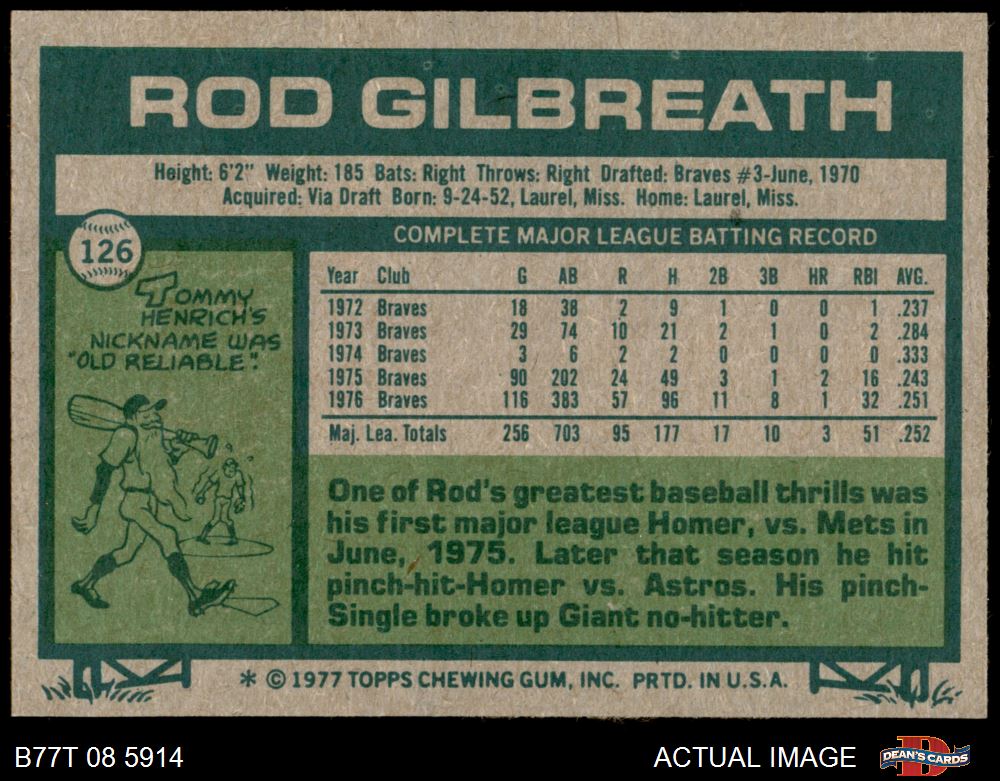 ROD GILBREATH
Height: 6'2" Weight: 185 Bats: Right Throws: Right Drafted: Braves #3-June, 1970
Acquired: Via Draft Born: 9-24-52, Laurel, Miss. Home: Laurel, Miss.
126
COMPLETE MAJOR LEAGUE BATTING RECORD
Year Club G AB R H 2B 3B HR RBI AVG.
1972 Braves 18 38 2 9 1 0 0 1 .237
1973 Braves 29 74 10 21 2 1 0 2 .284
1974 Braves 3 6 2 2 0 0 0 0 .333
1975 Braves 90 202 24 49 3 1 2 16 .243
1976 Braves 116 383 57 96 11 8 1 32 .251
Maj. Lea. Totals 256 703 95 177 17 10 3 51 .252
TOMMY
HENRICH'S
NICKNAME WAS
"OLD RELIABLE".
One of Rod's greatest baseball thrills was
his first major league Homer, vs. Mets in
June, 1975. Later that season he hit
pinch-hit-Homer vs. Astros. His pinch-
Single broke up Giant no-hitter.
* © 1977 TOPPS CHEWING GUM, INC. PRTD. IN U.S.A.
B77T 08 5914
ACTUAL IMAGE
DEAN'S CARDS